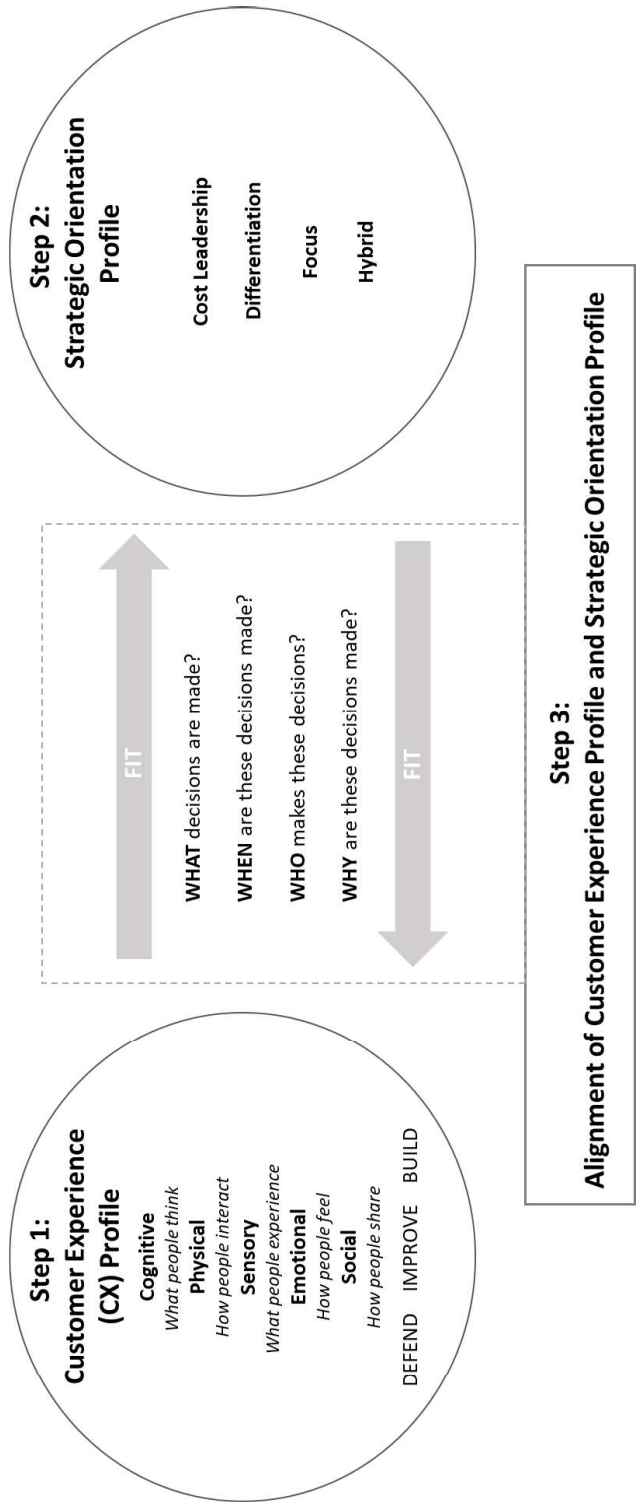 Step 1:
Customer Experience
(CX) Profile
Cognitive
What people think
Physical
How people interact
Sensory
What people experience
Emotional
How people feel
Social
How people share
DEFEND IMPROVE BUILD
FIT
WHAT decisions are made?
WHEN are these decisions made?
WHO makes these decisions?
WHY are these decisions made?
FIT
Step 2:
Strategic Orientation
Profile
Cost Leadership
Differentiation
Focus
Hybrid
Step 3:
Alignment of Customer Experience Profile and Strategic Orientation Profile